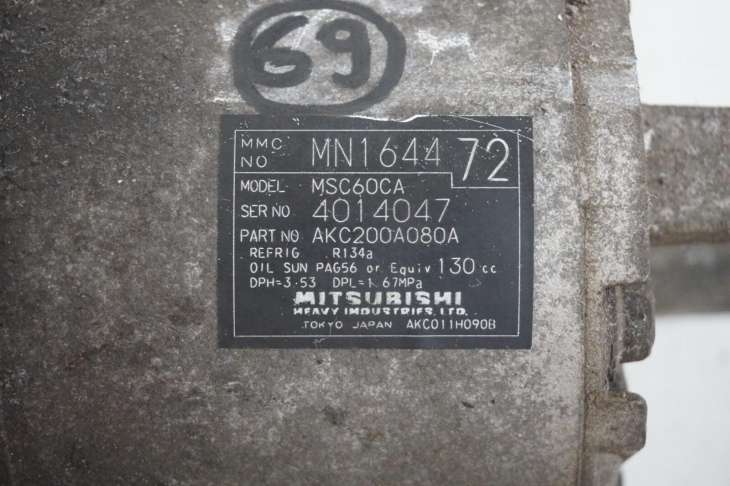 69
MMC NO MN1644 72
MODEL MSC60CA
SER NO 4014047
PART NO AKC200A080A
REFRIG R134a
OIL SUN PAG56 or Equiv 130 cc
DPH=3.53 DPL=1.67MPa
MITSUBISHI
HEAVY INDUSTRIES, LTD.
TOKYO JAPAN AKC011H090B